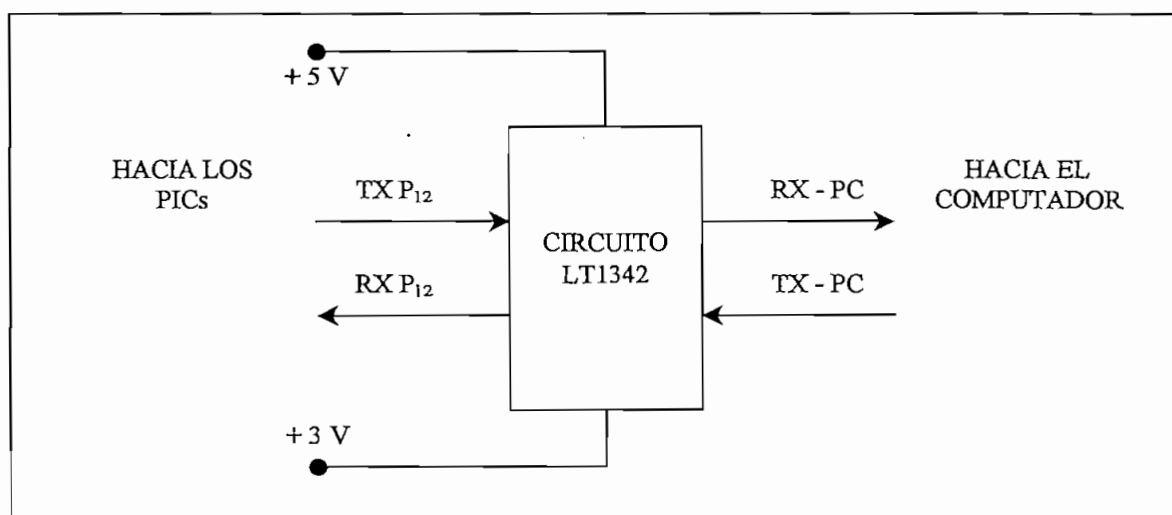 + 5 V
HACIA LOS
PICs
TX P12
RX P12
CIRCUITO
LT1342
RX - PC
TX - PC
HACIA EL
COMPUTADOR
+ 3 V